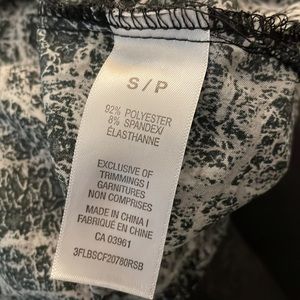 S / P
92% POLYESTER
8% SPANDEX/
ÉLASTHANNE
EXCLUSIVE OF
TRIMMINGS I
GARNITURES
NON COMPRISES
MADE IN CHINA I
FABRIQUÉ EN CHINE
CA 03961
3FLBSCF20780RSB